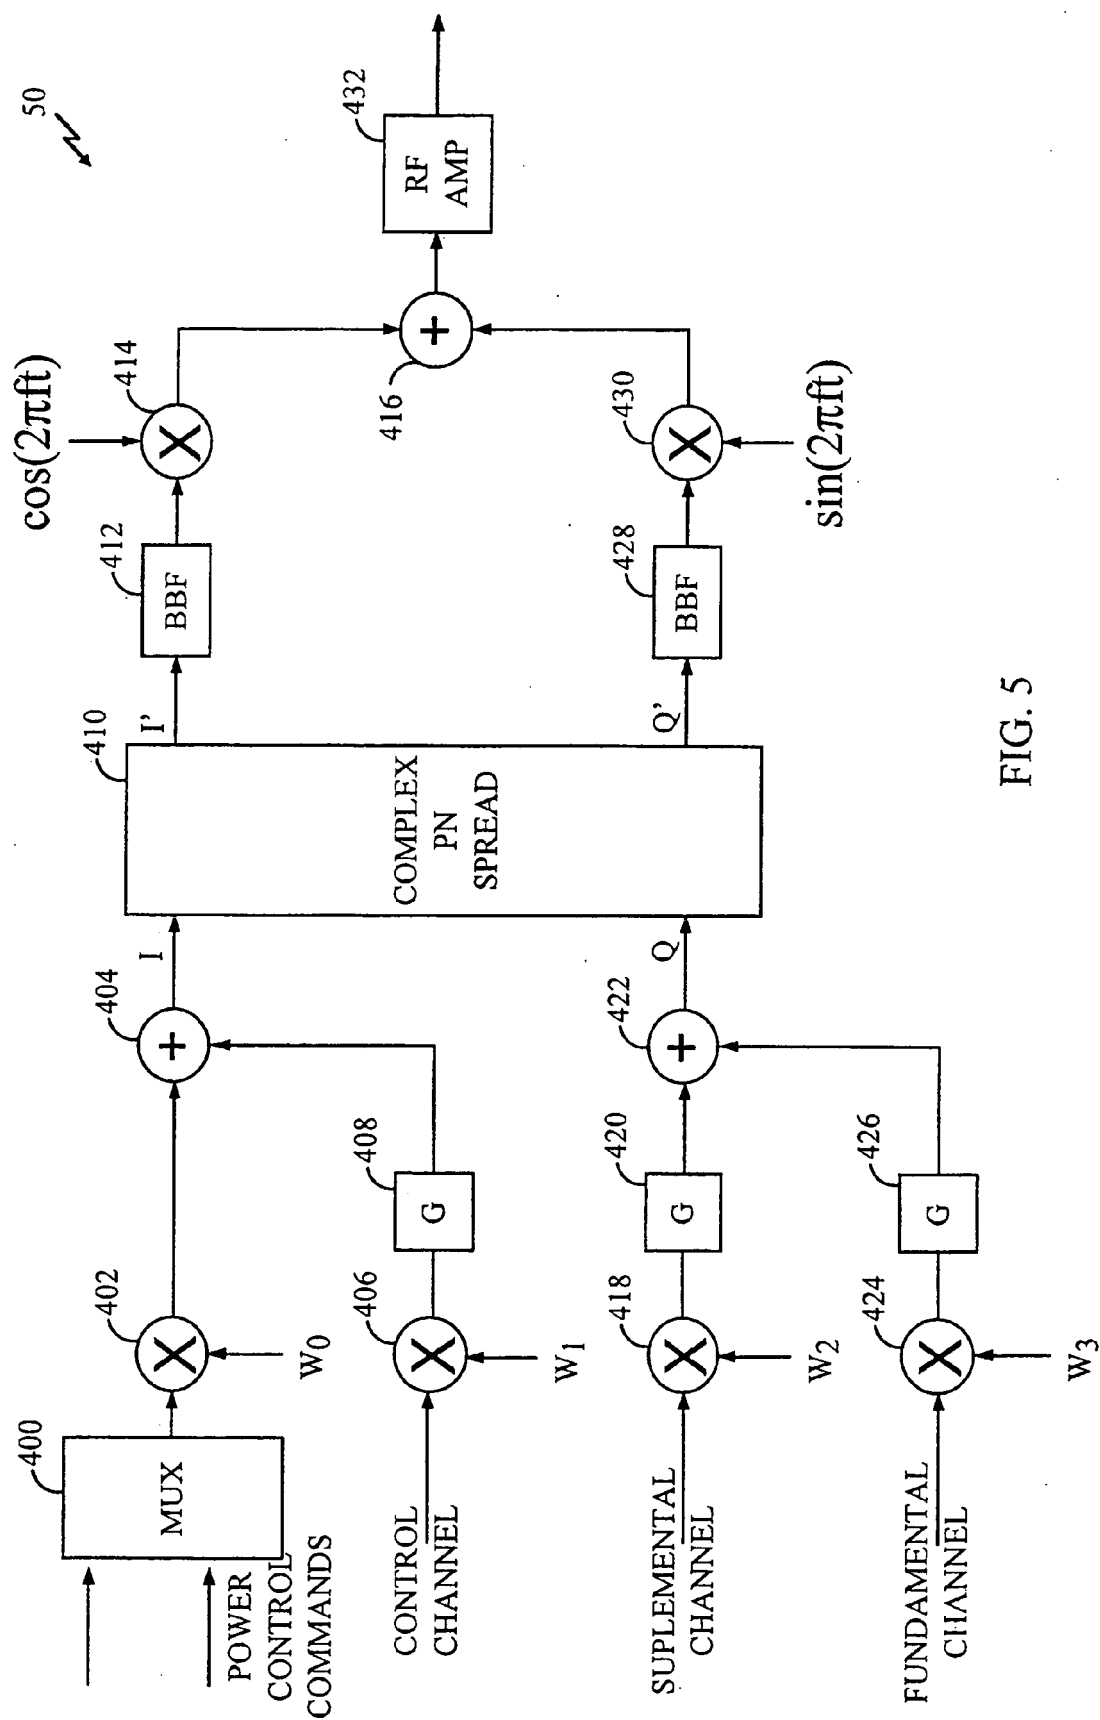 50
400
MUX
POWER
CONTROL
COMMANDS
402
W0
404
I
CONTROL
CHANNEL
406
W1
408
G
410
COMPLEX
PN
SPREAD
I'
412
BBF
cos(2πft)
414
X
416
+
432
RF
AMP
SUPLEMENTAL
CHANNEL
418
X
W2
420
G
422
+
Q
Q'
428
BBF
430
X
sin(2πft)
FUNDAMENTAL
CHANNEL
424
X
W3
426
G
FIG. 5